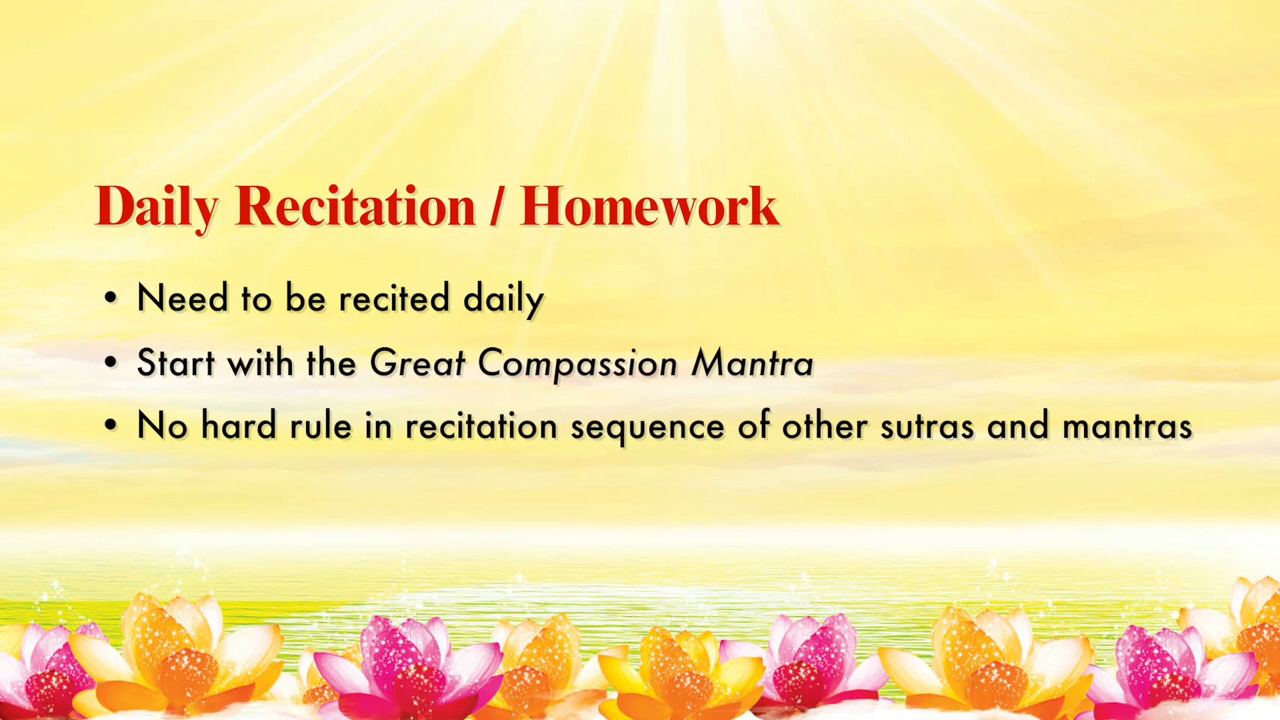 Daily Recitation / Homework
• Need to be recited daily
• Start with the Great Compassion Mantra
• No hard rule in recitation sequence of other sutras and mantras